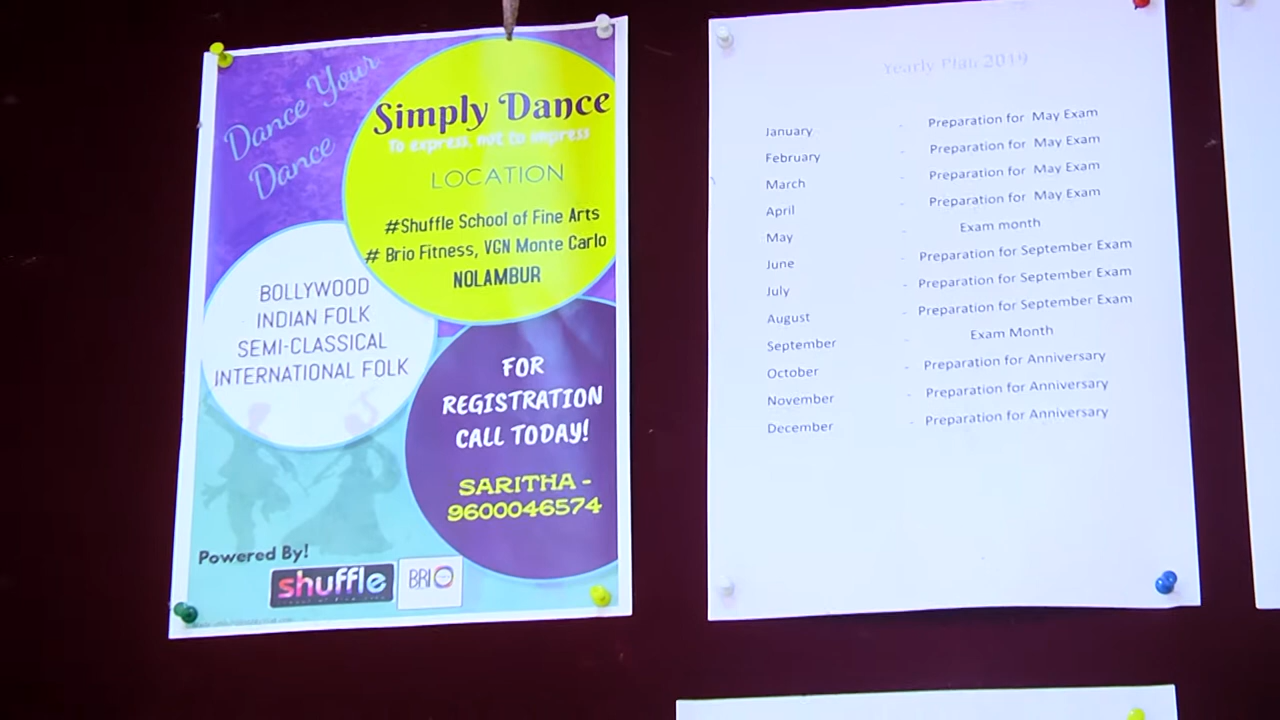 Dance Your
Dance
Simply Dance
To express, not to impress
LOCATION
#Shuffle School of Fine Arts
# Brio Fitness, VGN Monte Carlo
NOLAMBUR
BOLLYWOOD
INDIAN FOLK
SEMI-CLASSICAL
INTERNATIONAL FOLK
FOR
REGISTRATION
CALL TODAY!
SARITHA -
9600046574
Powered By!
shuffle
BRIO
Yearly Plan 2019
January - Preparation for May Exam
February - Preparation for May Exam
March - Preparation for May Exam
April - Preparation for May Exam
May - Exam month
June - Preparation for September Exam
July - Preparation for September Exam
August - Preparation for September Exam
September - Exam Month
October - Preparation for Anniversary
November - Preparation for Anniversary
December - Preparation for Anniversary